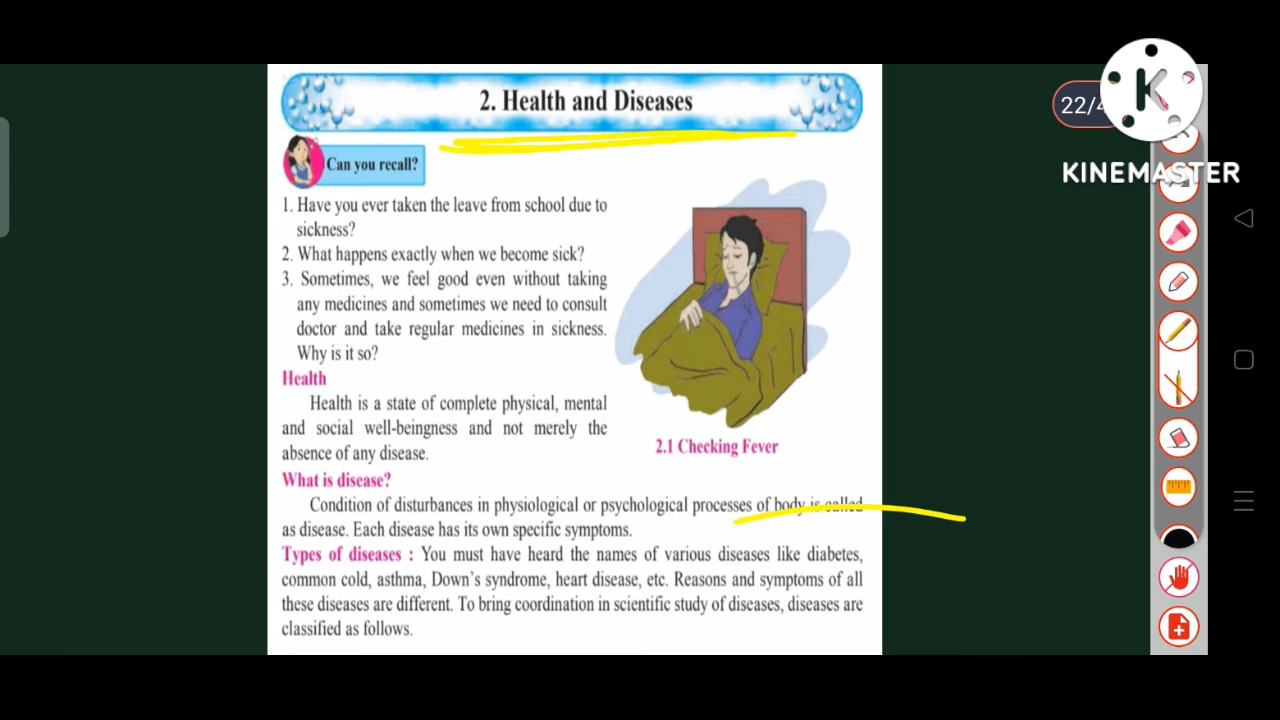 2. Health and Diseases
22/4
KINEMASTER
Can you recall?
1. Have you ever taken the leave from school due to
sickness?
2. What happens exactly when we become sick?
3. Sometimes, we feel good even without taking
any medicines and sometimes we need to consult
doctor and take regular medicines in sickness.
Why is it so?
Health
Health is a state of complete physical, mental
and social well-beingness and not merely the
absence of any disease.
2.1 Checking Fever
What is disease?
Condition of disturbances in physiological or psychological processes of body is called
as disease. Each disease has its own specific symptoms.
Types of diseases : You must have heard the names of various diseases like diabetes,
common cold, asthma, Down's syndrome, heart disease, etc. Reasons and symptoms of all
these diseases are different. To bring coordination in scientific study of diseases, diseases are
classified as follows.